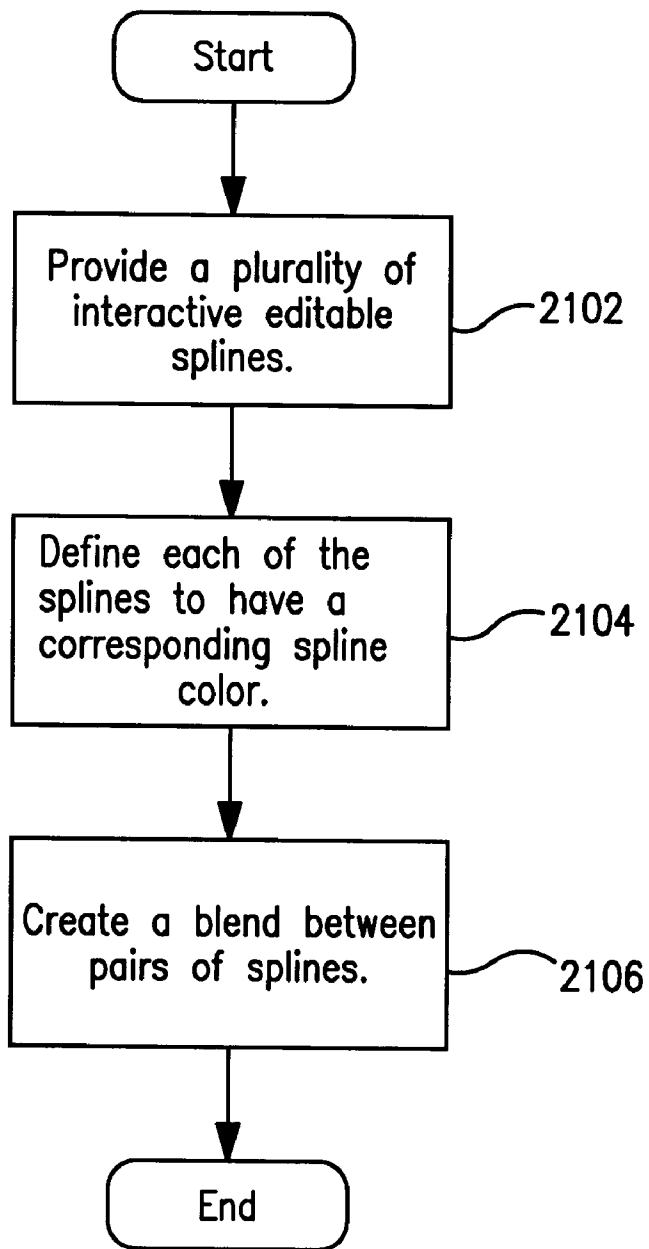 Start
Provide a plurality of
interactive editable
splines.
2102
Define each of the
splines to have a
corresponding spline
color.
2104
Create a blend between
pairs of splines.
2106
End